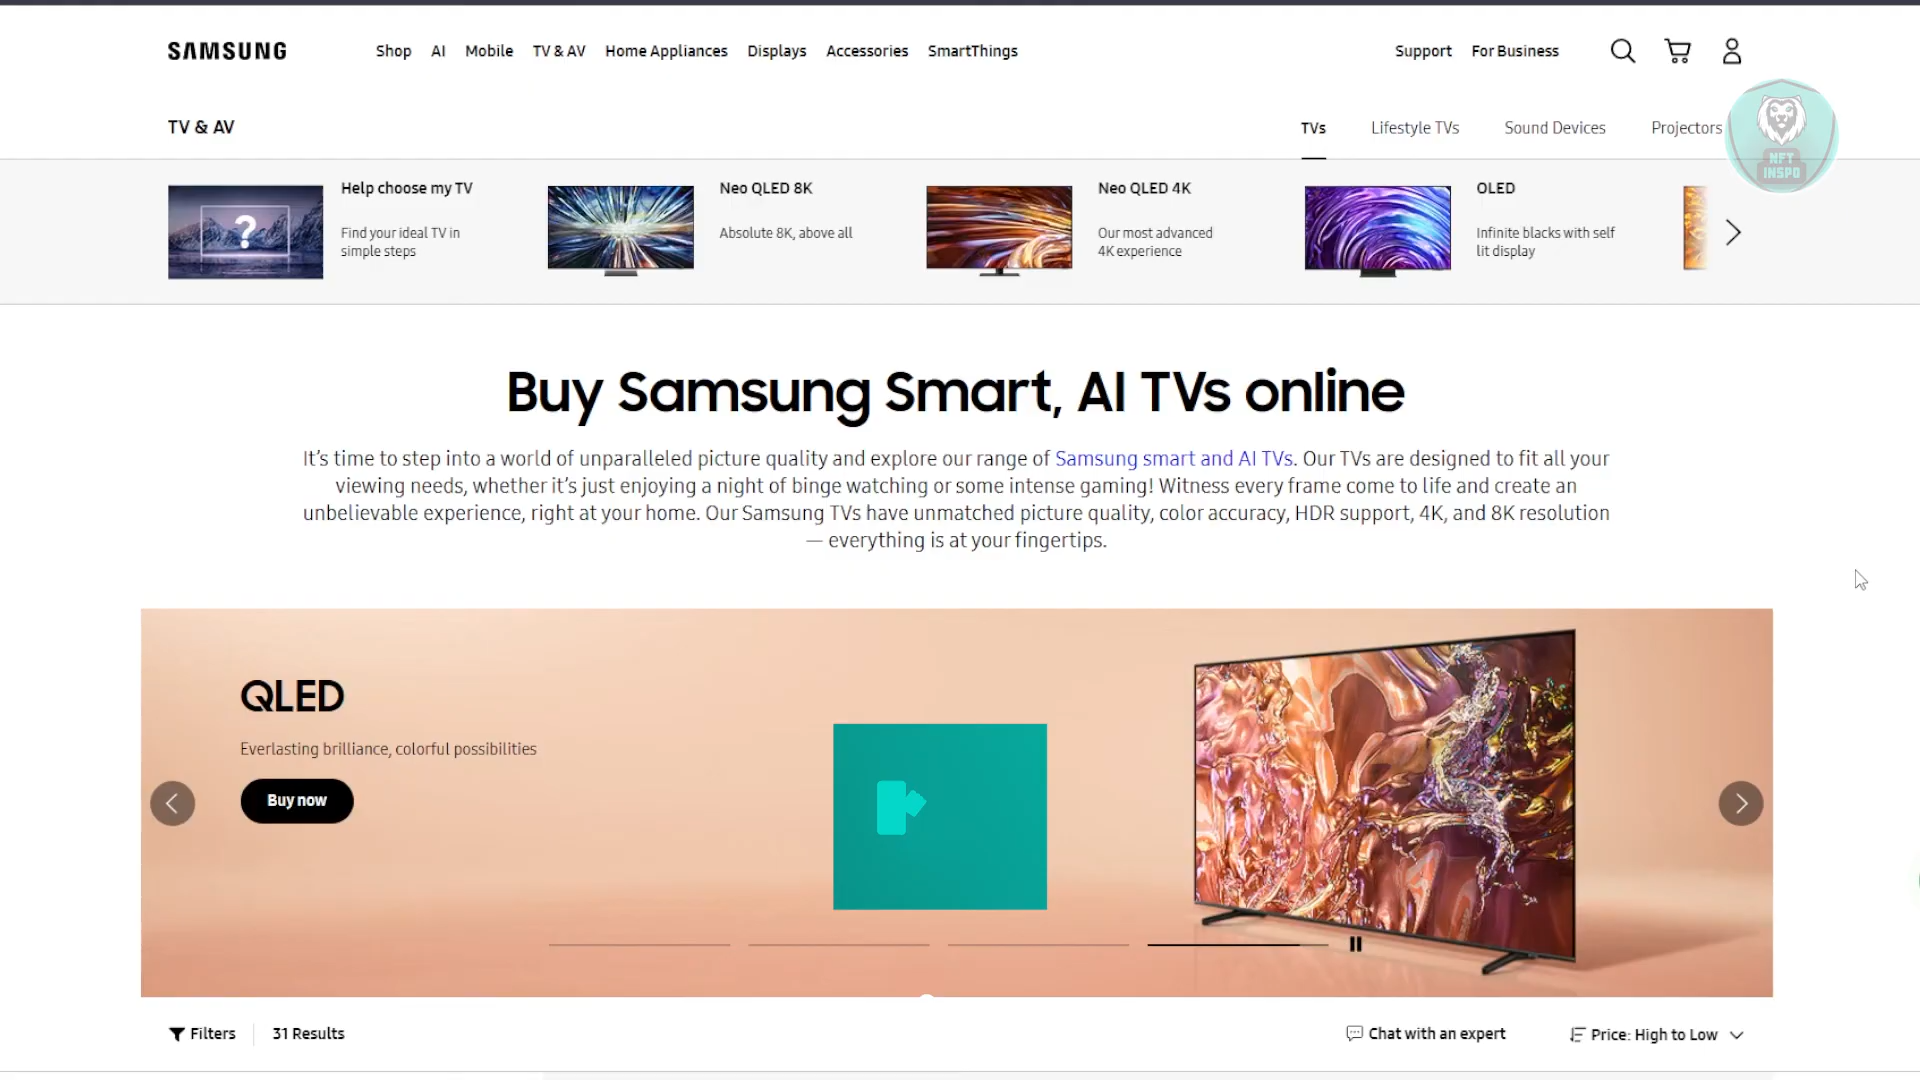 SAMSUNG
Shop AI Mobile TV & AV Home Appliances Displays Accessories SmartThings
Support For Business
TV & AV
TVs Lifestyle TVs Sound Devices Projectors
NFT
INSPO
Help choose my TV
Find your ideal TV in
simple steps
?
Neo QLED 8K
Absolute 8K, above all
Neo QLED 4K
Our most advanced
4K experience
OLED
Infinite blacks with self
lit display
Buy Samsung Smart, AI TVs online
It’s time to step into a world of unparalleled picture quality and explore our range of Samsung smart and AI TVs. Our TVs are designed to fit all your
viewing needs, whether it’s just enjoying a night of binge watching or some intense gaming! Witness every frame come to life and create an
unbelievable experience, right at your home. Our Samsung TVs have unmatched picture quality, color accuracy, HDR support, 4K, and 8K resolution
— everything is at your fingertips.
QLED
Everlasting brilliance, colorful possibilities
Buy now
Filters
31 Results
Chat with an expert
Price: High to Low